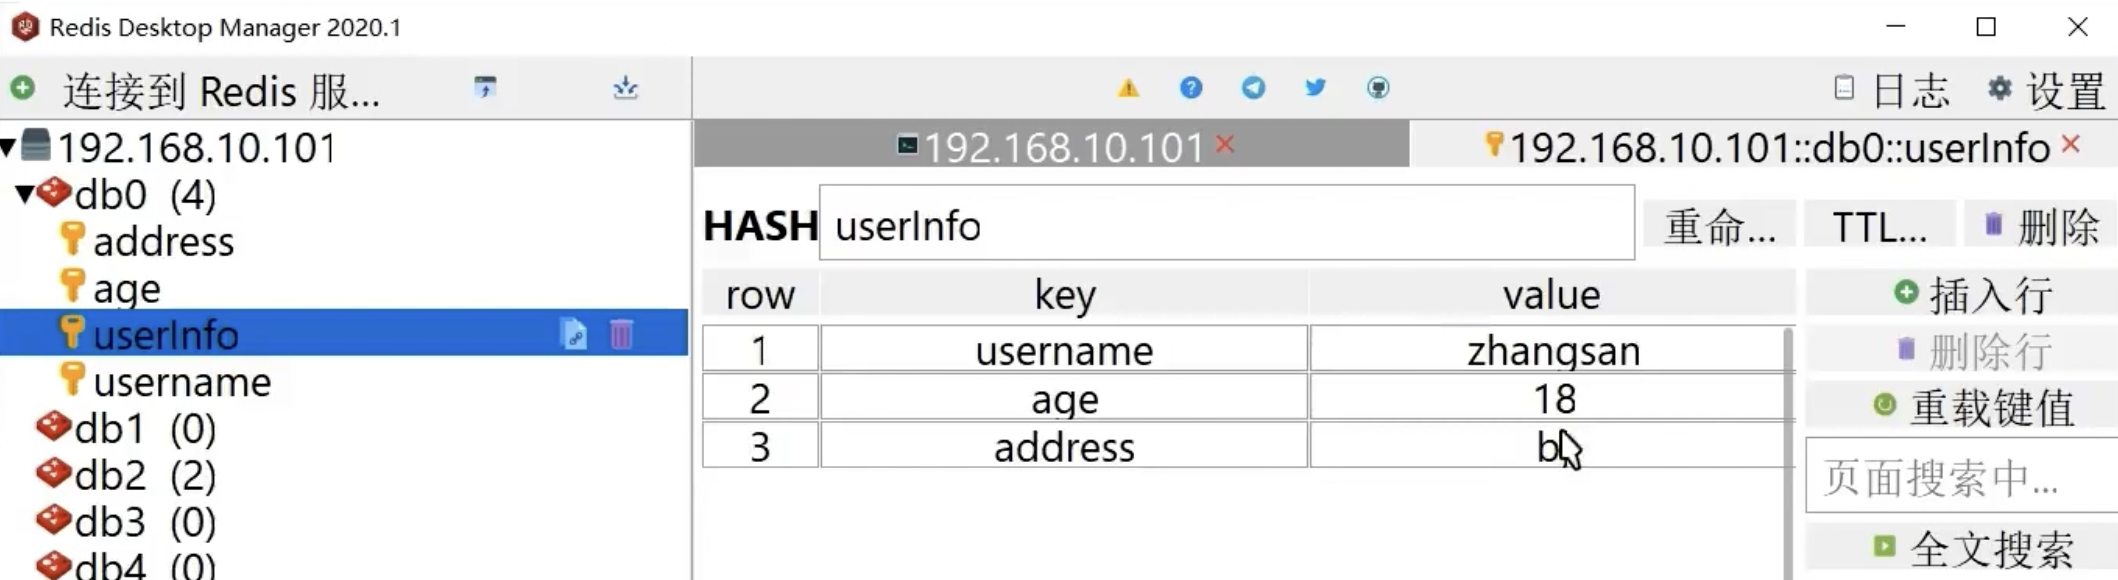 Redis Desktop Manager 2020.1
连接到 Redis 服...
日志 设置
192.168.10.101
db0 (4)
address
age
userInfo
username
db1 (0)
db2 (2)
db3 (0)
db4 (0)
192.168.10.101
192.168.10.101::db0::userInfo
HASH userInfo 重命... TTL... 删除
row key value
1 username zhangsan
2 age 18
3 address
插入行
删除行
重载键值
页面搜索中...
全文搜索